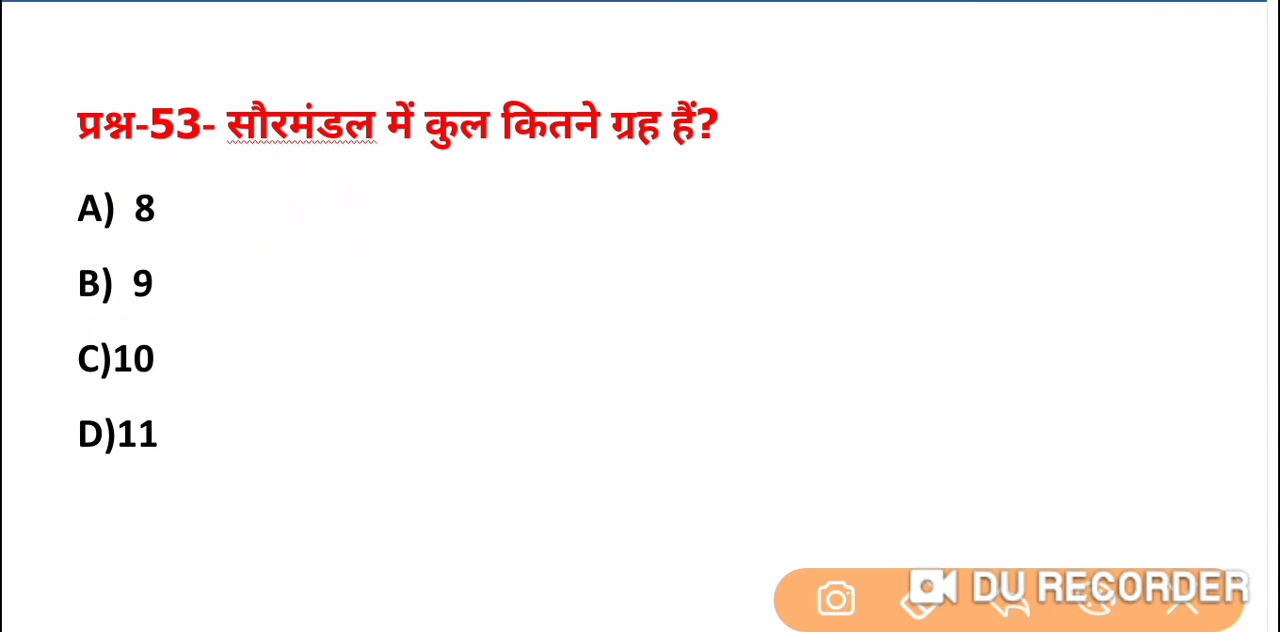 प्रश्न-53- सौरमंडल में कुल कितने ग्रह हैं?
A) 8
B) 9
C)10
D)11
DU RECORDER